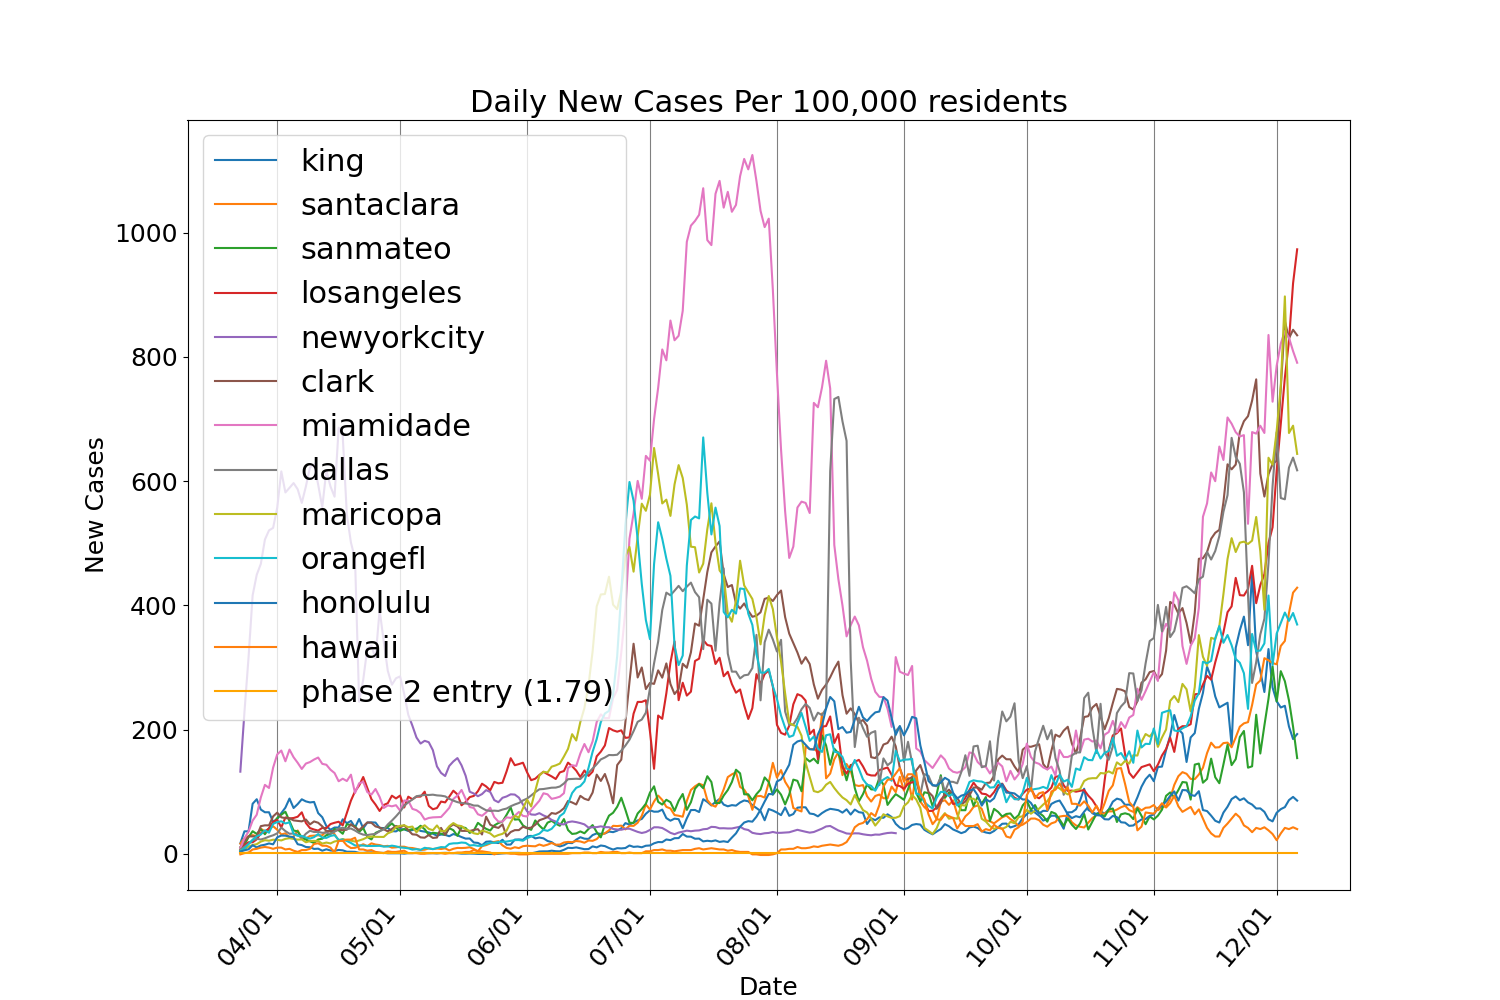 Daily New Cases Per 100,000 residents
New Cases
1000
800
600
400
200
0
king
santaclara
sanmateo
losangeles
newyorkcity
clark
miamidade
dallas
maricopa
orangefl
honolulu
hawaii
phase 2 entry (1.79)
04/01
05/01
06/01
07/01
08/01
09/01
10/01
11/01
12/01
Date